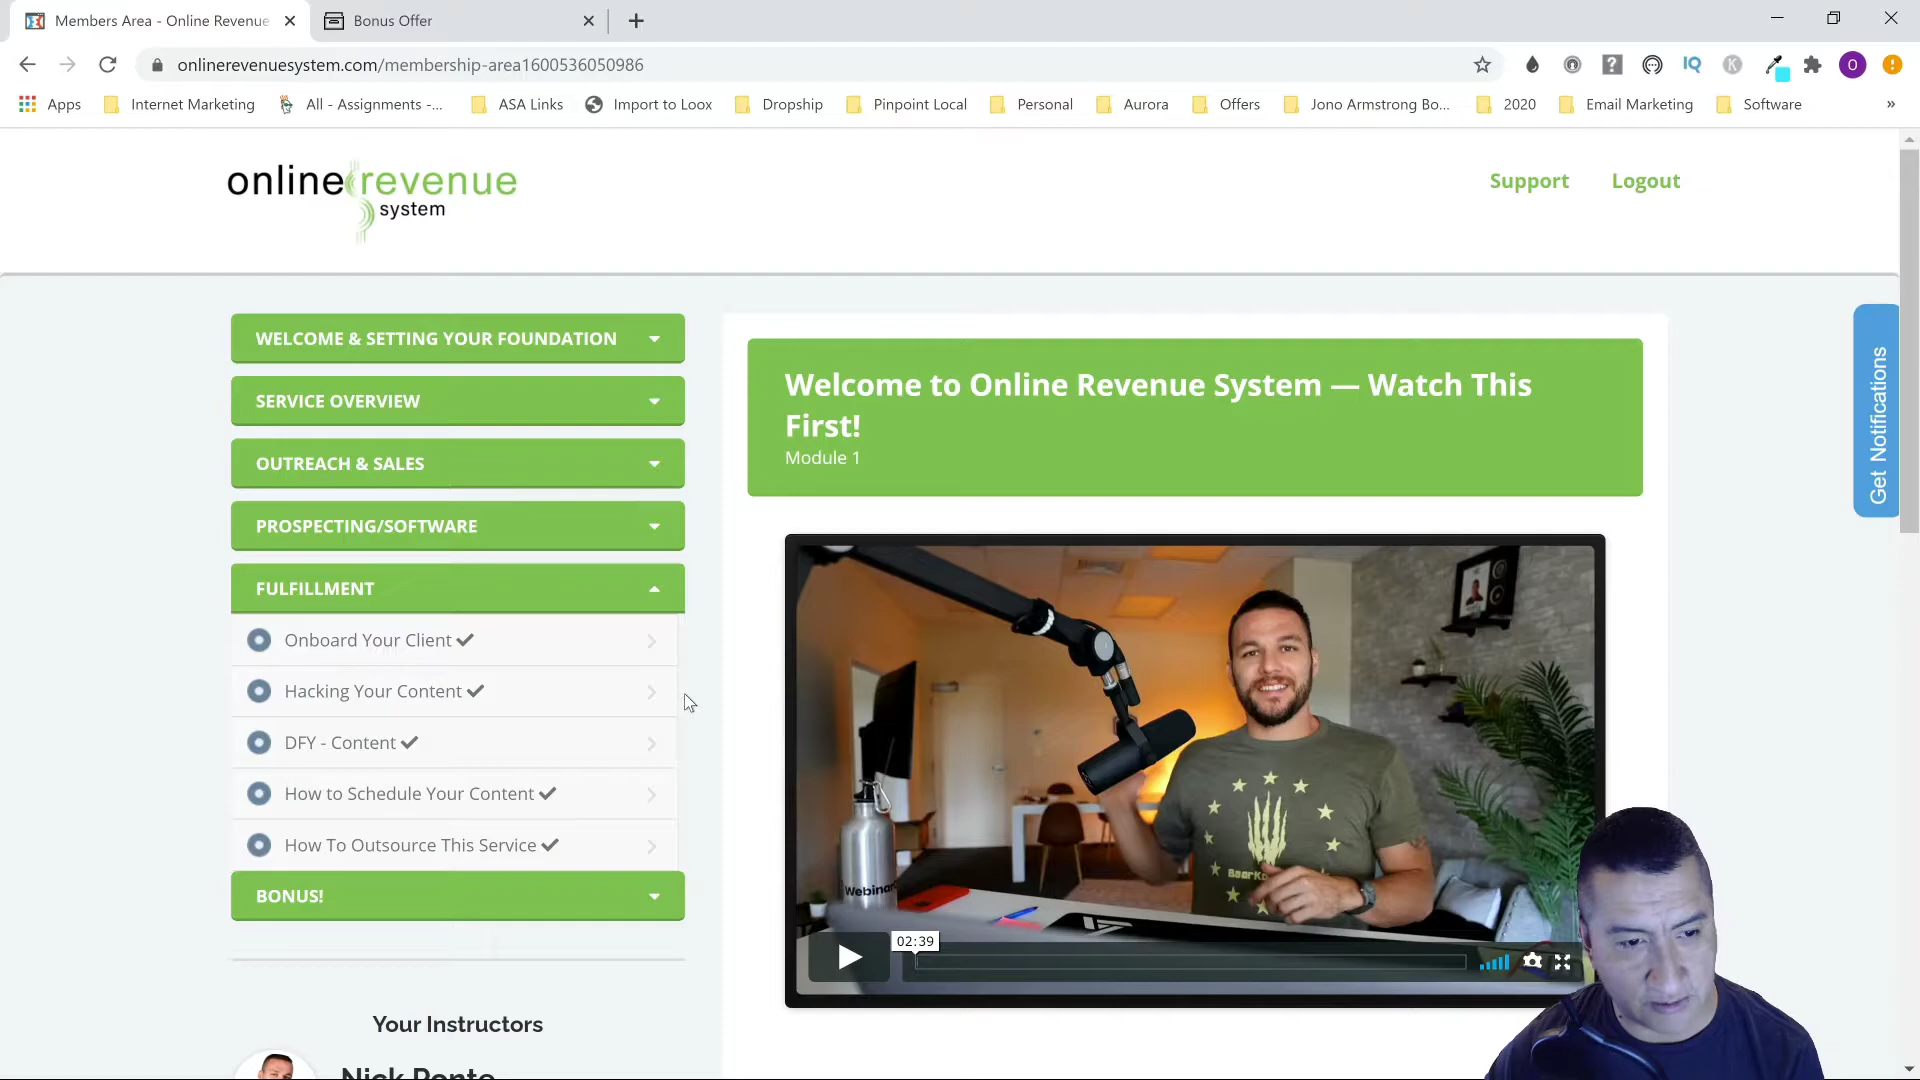 Members Area - Online Revenue
Bonus Offer
onlinerevenuesystem.com/membership-area1600536050986
O
IQ
K
Apps
Internet Marketing
All - Assignments -...
ASA Links
Import to Loox
Dropship
Pinpoint Local
Personal
Aurora
Offers
Jono Armstrong Bo...
2020
Email Marketing
Software
»
online revenue
system
Support
Logout
Get Notifications
WELCOME & SETTING YOUR FOUNDATION
SERVICE OVERVIEW
OUTREACH & SALES
PROSPECTING/SOFTWARE
FULFILLMENT
Onboard Your Client
Hacking Your Content
DFY - Content
How to Schedule Your Content
How To Outsource This Service
BONUS!
Your Instructors
Welcome to Online Revenue System — Watch This
First!
Module 1
Webinar
02:39